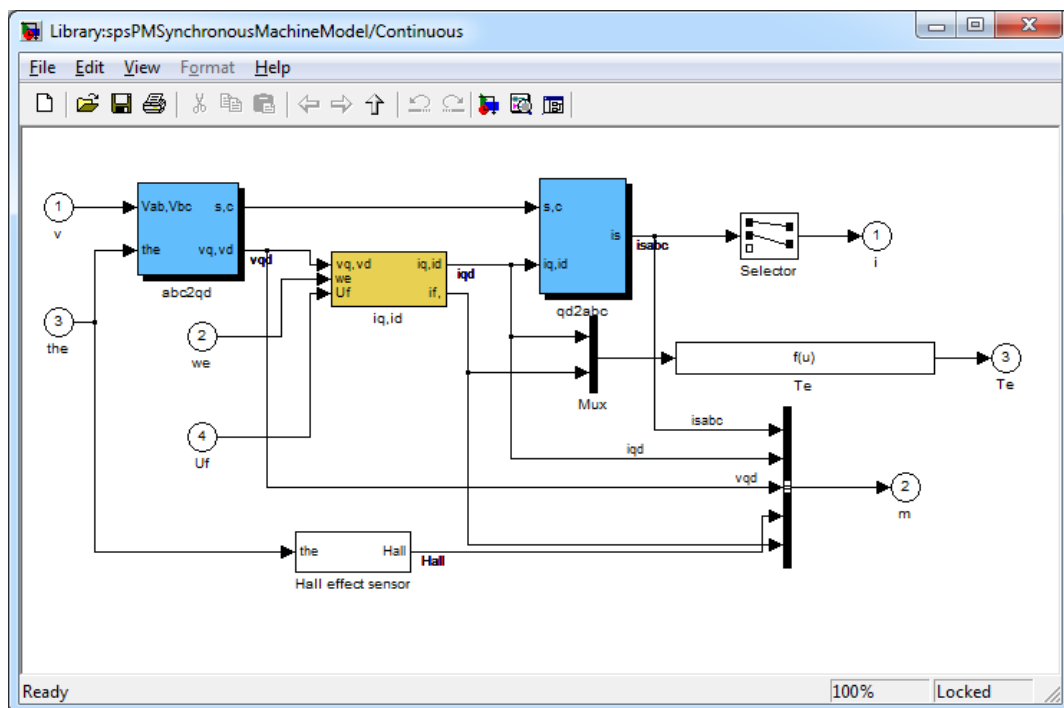 Library:spsPMSynchronousMachineModel/Continuous
File Edit View Format Help
1
v
Vab,Vbc s,c
the vq,vd
abc2qd
vqd
3
the
2
we
4
Uf
vq,vd iq,id
we
Uf if,
iq,id
iqd
s,c
is
iq,id
qd2abc
isabc
Selector
1
i
Mux
f(u)
Te
3
Te
isabc
iqd
vqd
2
m
the Hall
Hall
Hall effect sensor
Ready 100% Locked